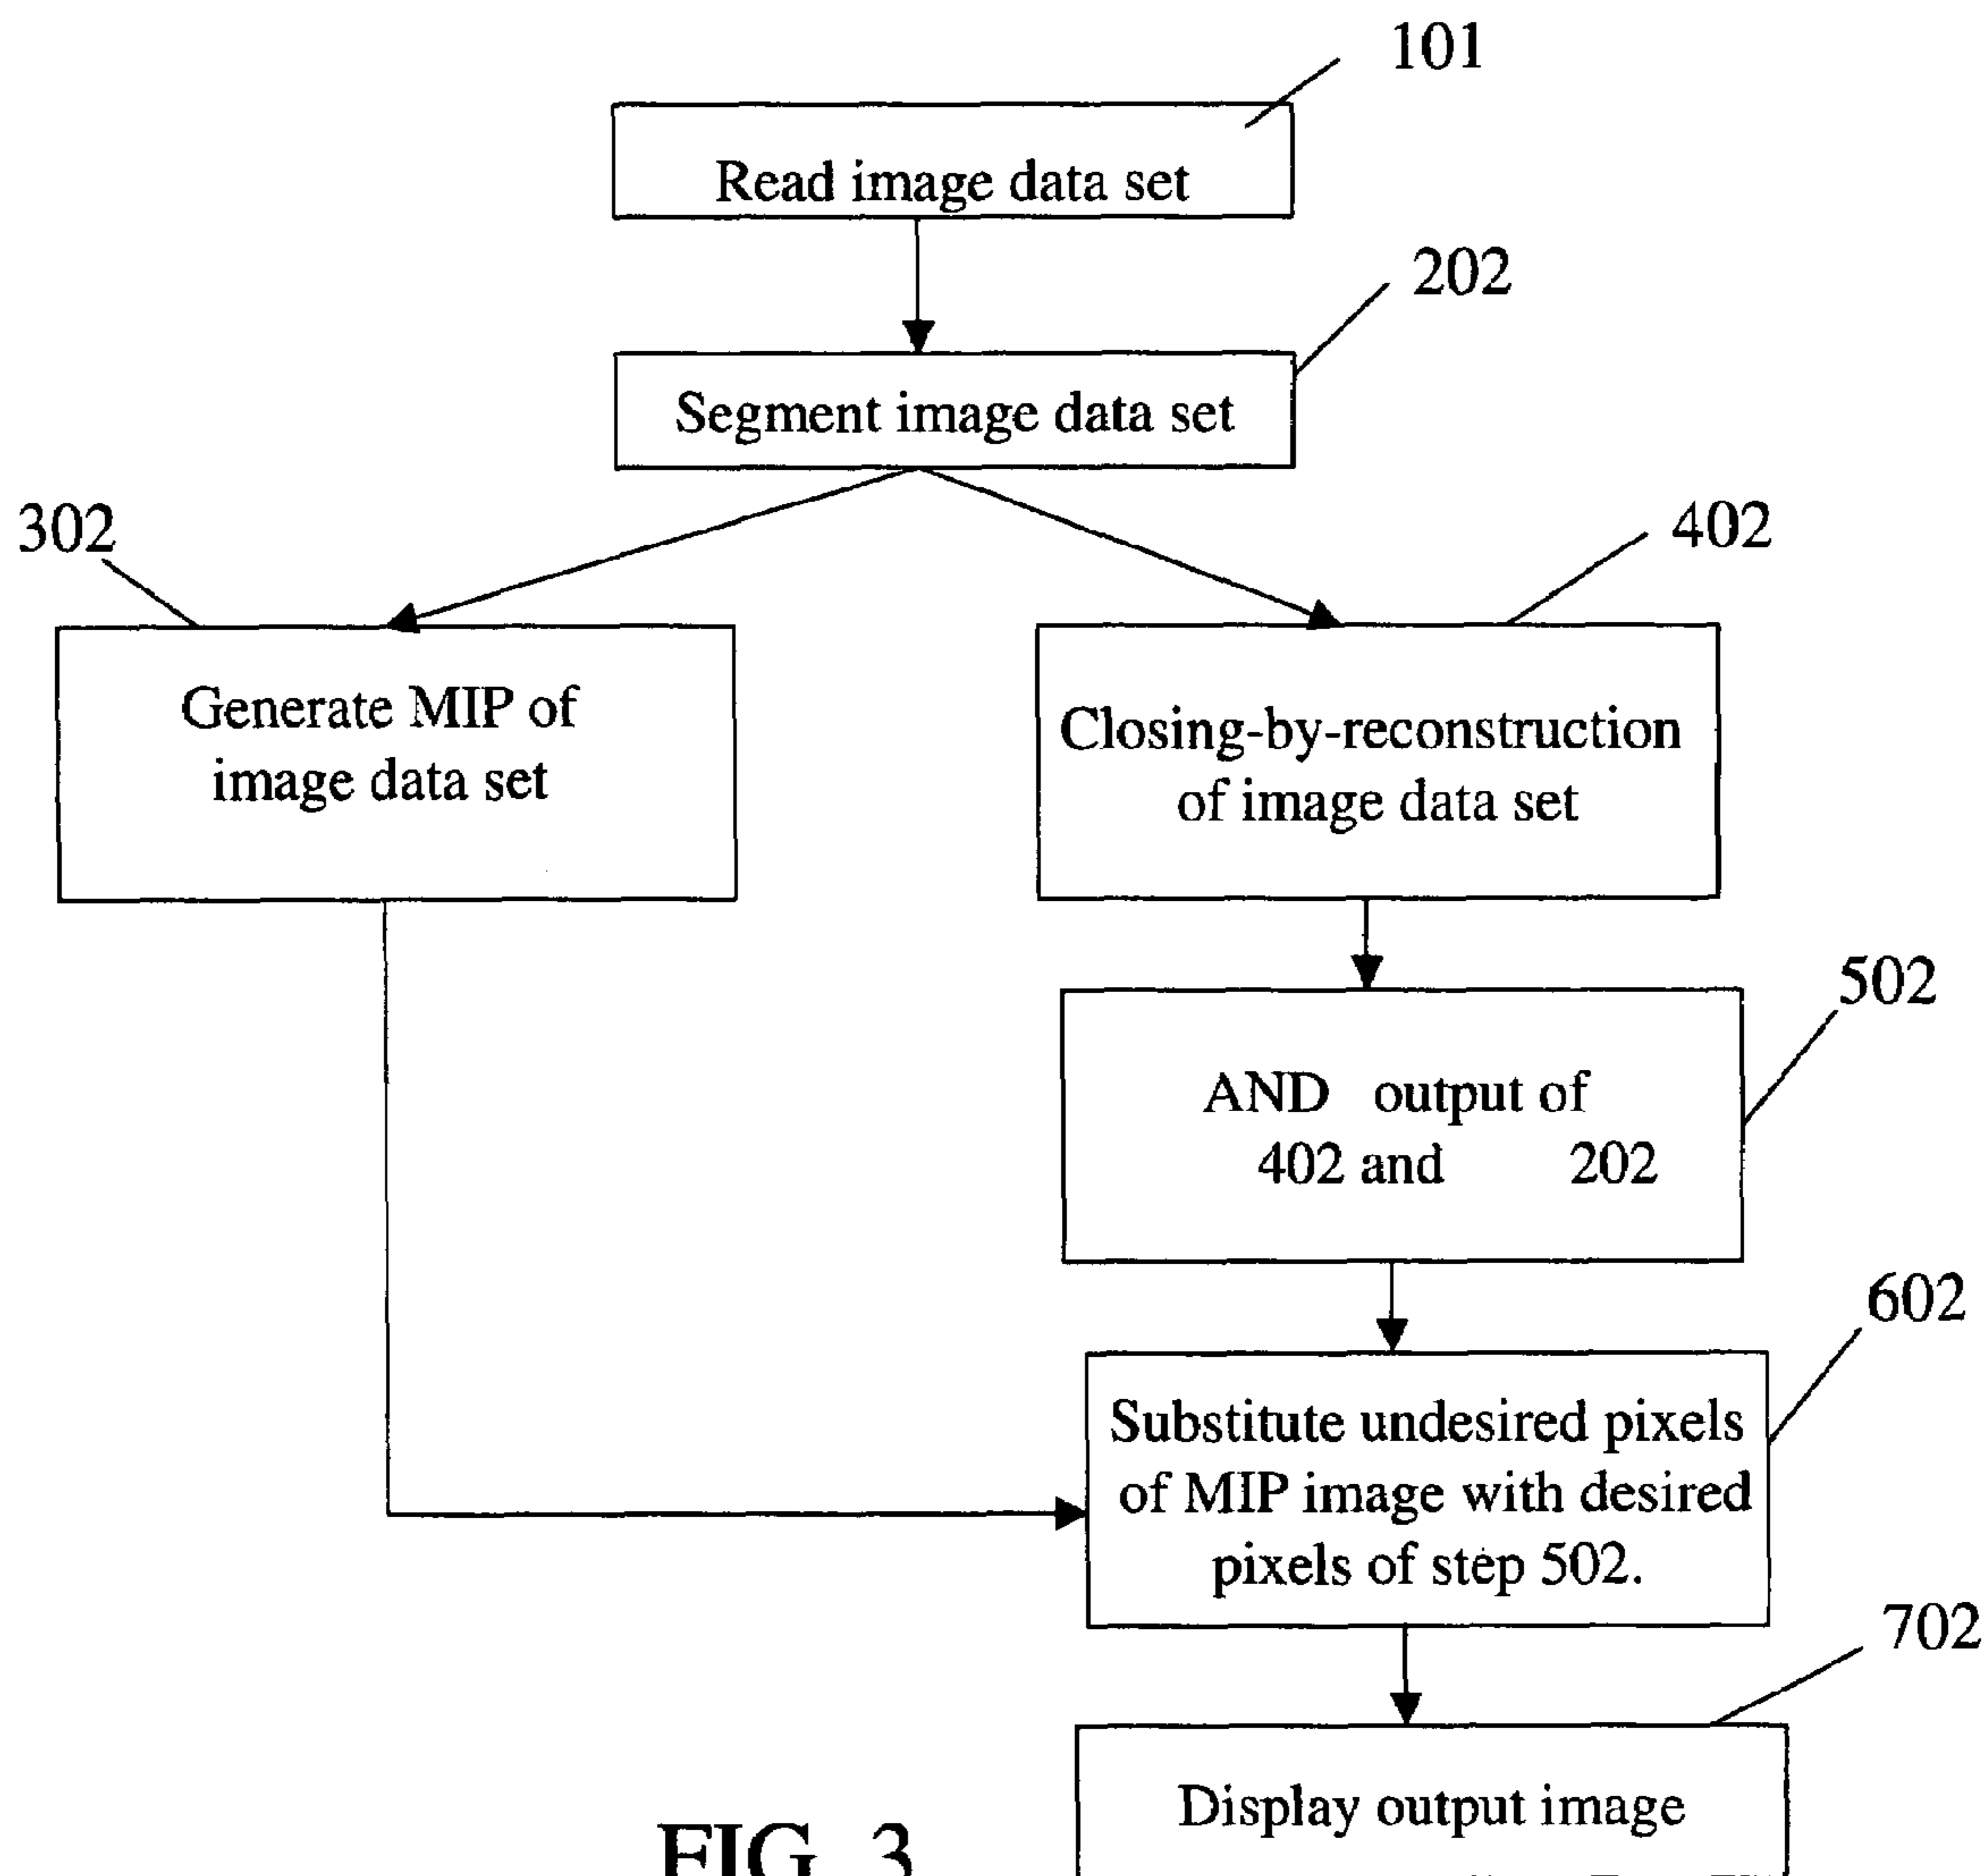 101
Read image data set
202
Segment image data set
302
402
Generate MIP of
image data set
Closing-by-reconstruction
of image data set
502
AND output of
402 and 202
602
Substitute undesired pixels
of MIP image with desired
pixels of step 502.
702
Display output image
FIG. 3